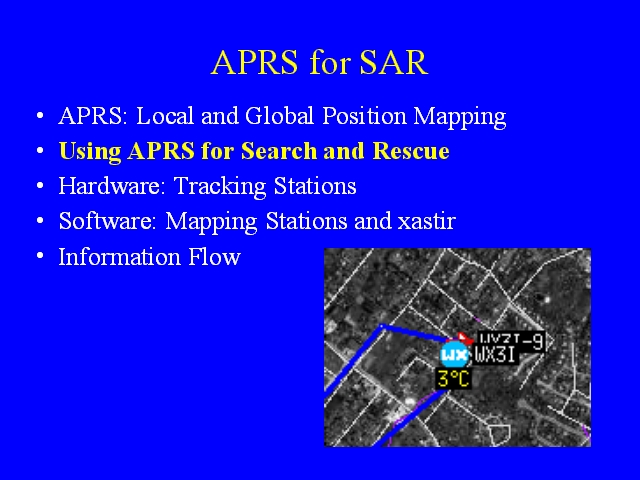 APRS for SAR
• APRS: Local and Global Position Mapping
• Using APRS for Search and Rescue
• Hardware: Tracking Stations
• Software: Mapping Stations and xastir
• Information Flow
-9
WX WX3I
3°C